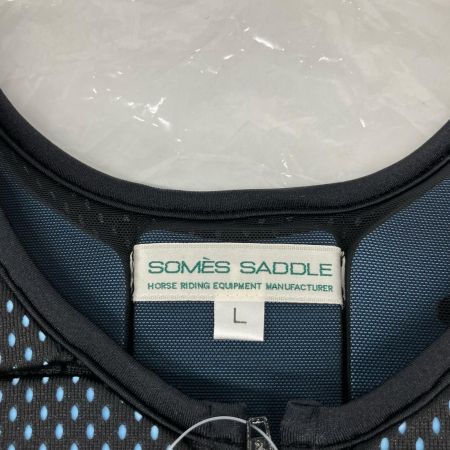 SOMÈS SADDLE
HORSE RIDING EQUIPMENT MANUFACTURER
L